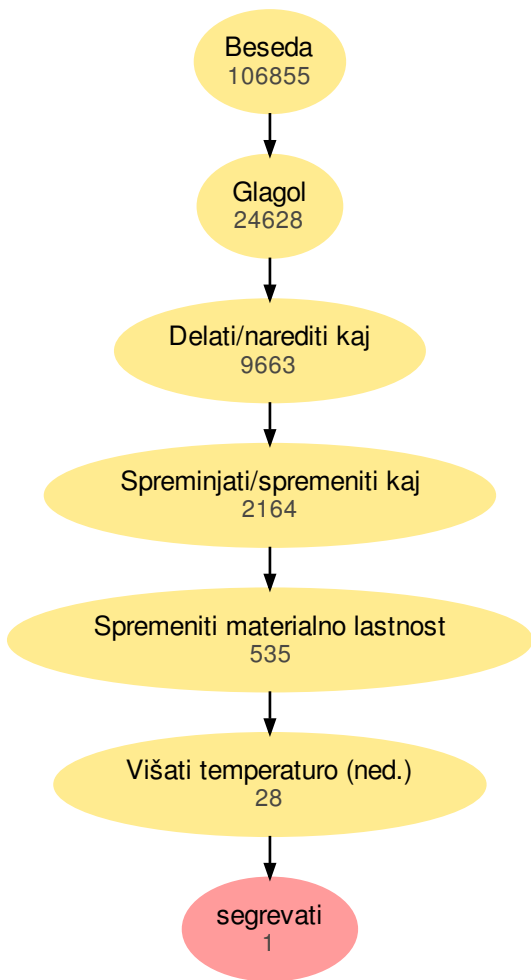 Beseda
106855
Glagol
24628
Delati/narediti kaj
9663
Spreminjati/spremeniti kaj
2164
Spremeniti materialno lastnost
535
Višati temperaturo (ned.)
28
segrevati
1